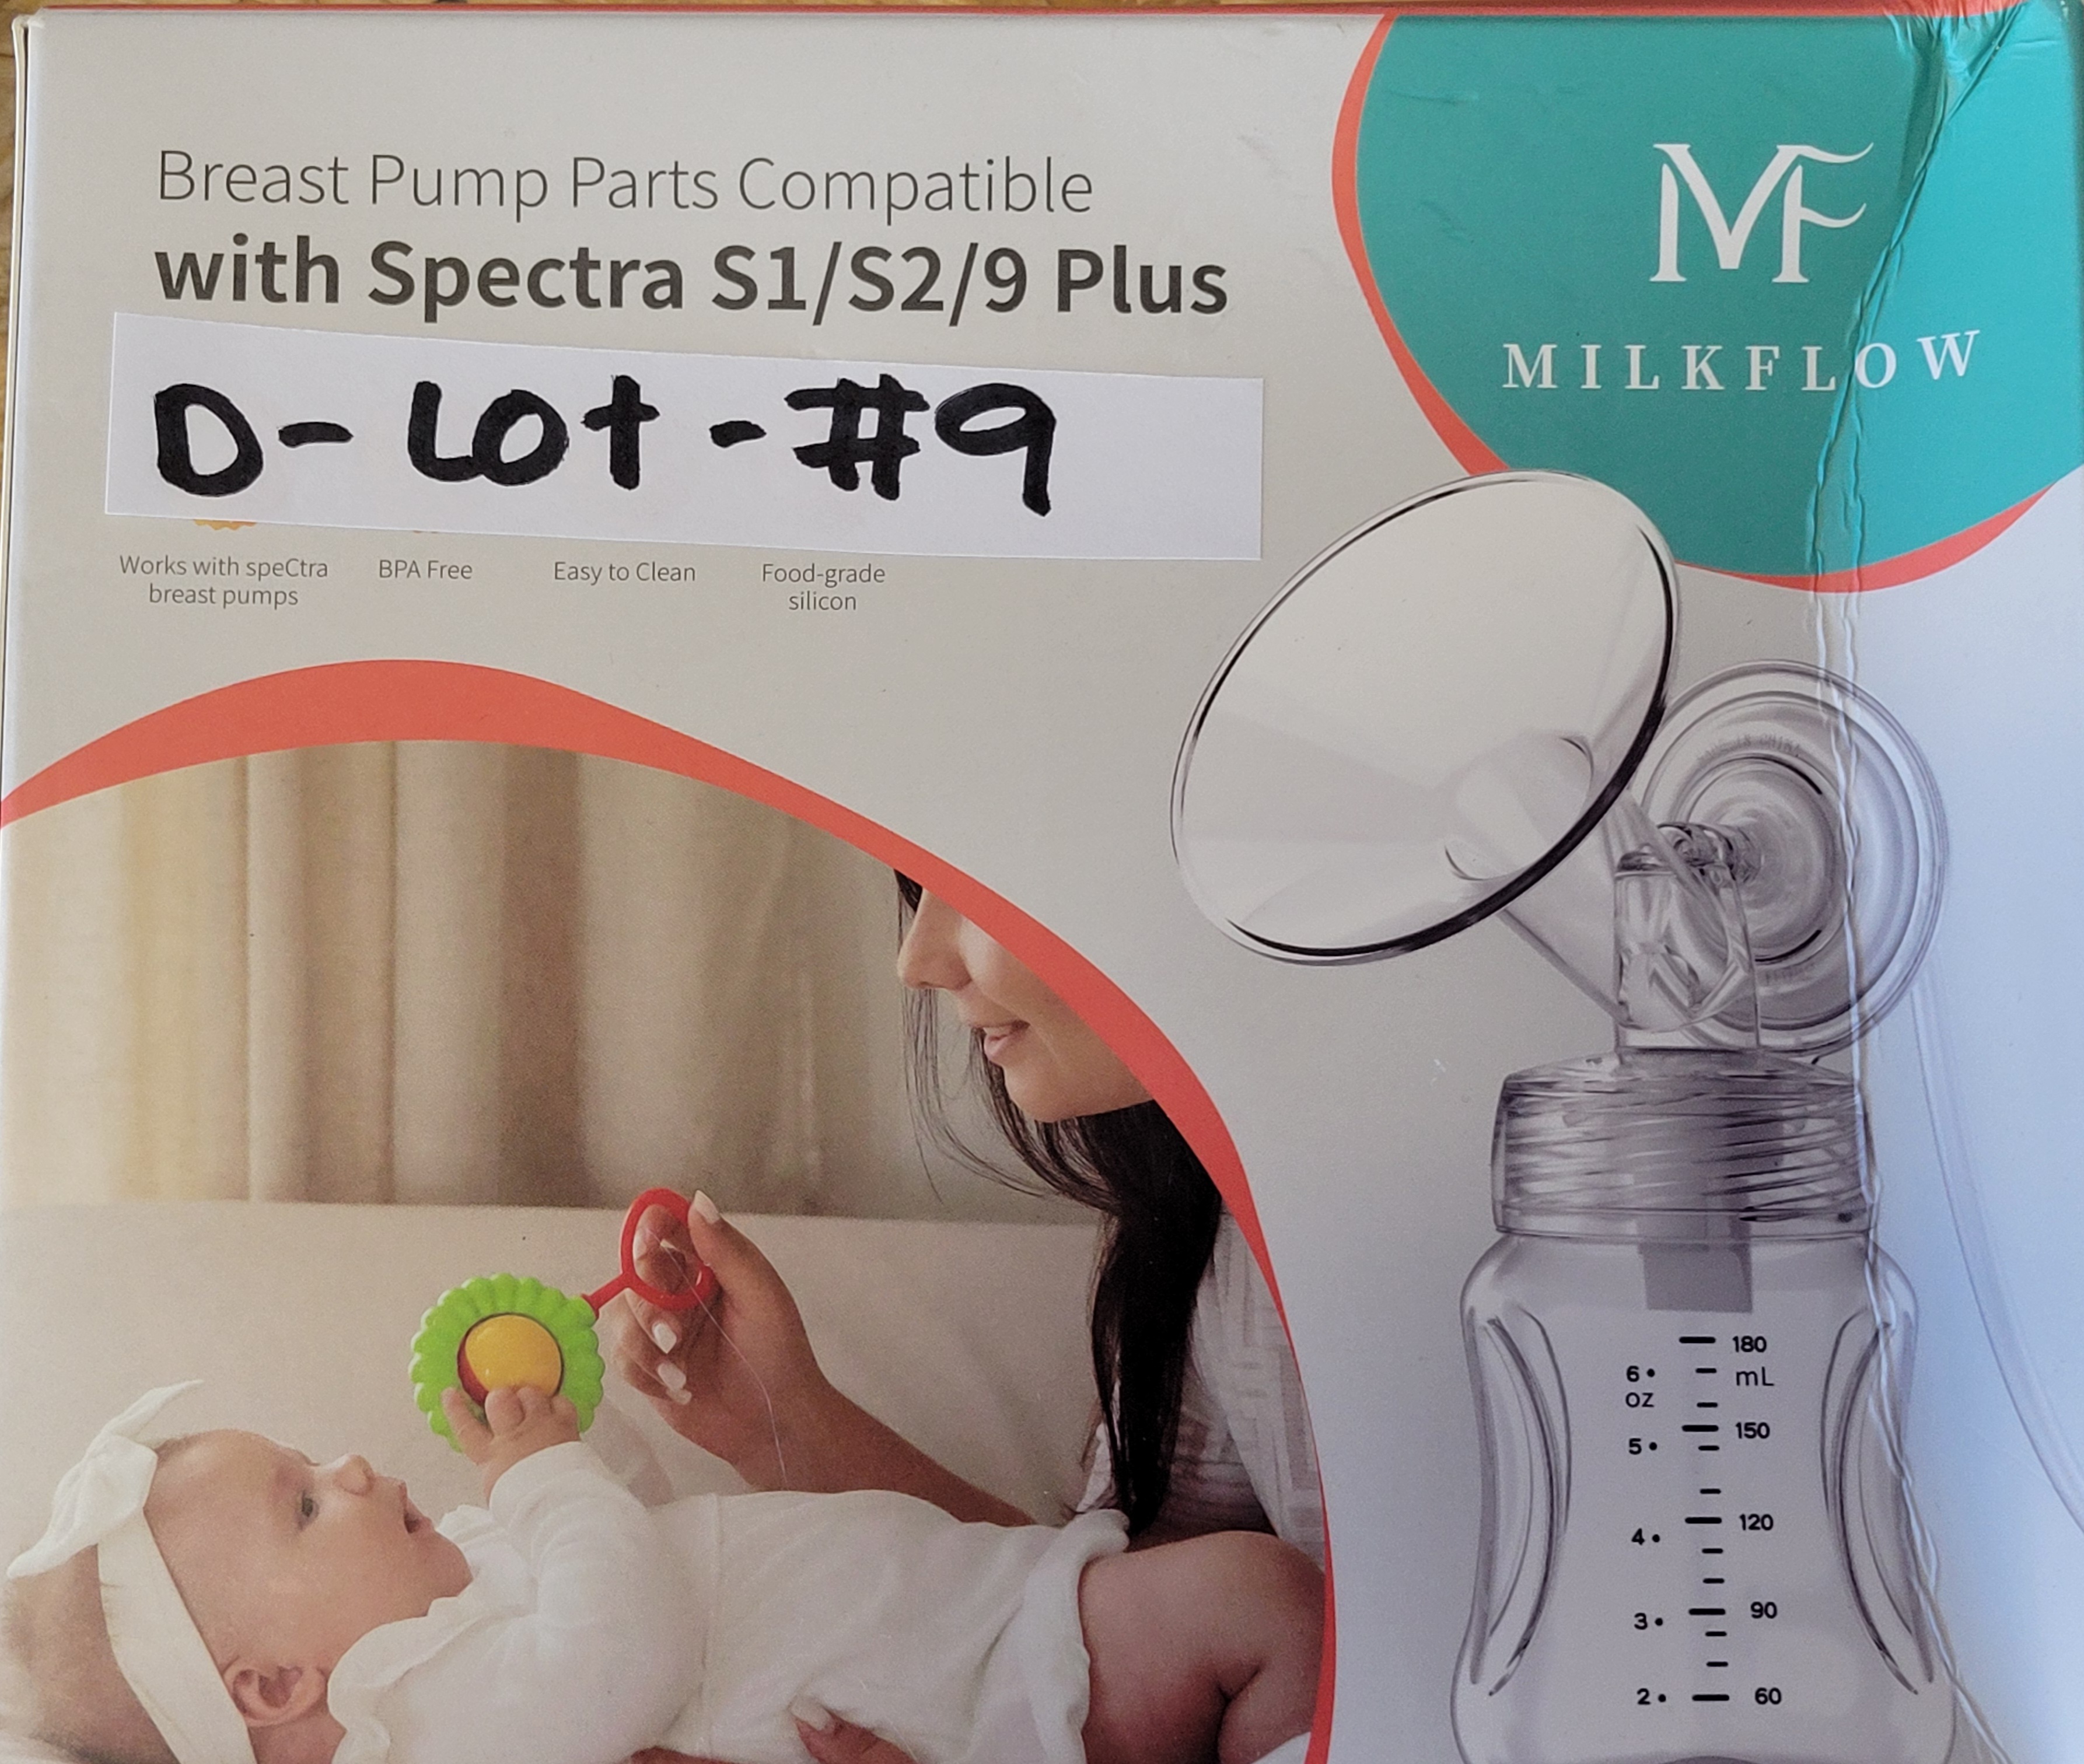 Breast Pump Parts Compatible
with Spectra S1/S2/9 Plus
D-Lot-#9
Works with speCtra
breast pumps
BPA Free
Easy to Clean
Food-grade
silicon
MF
MILKFLOW
180
6
mL
oz
150
5
120
4
90
3
60
2